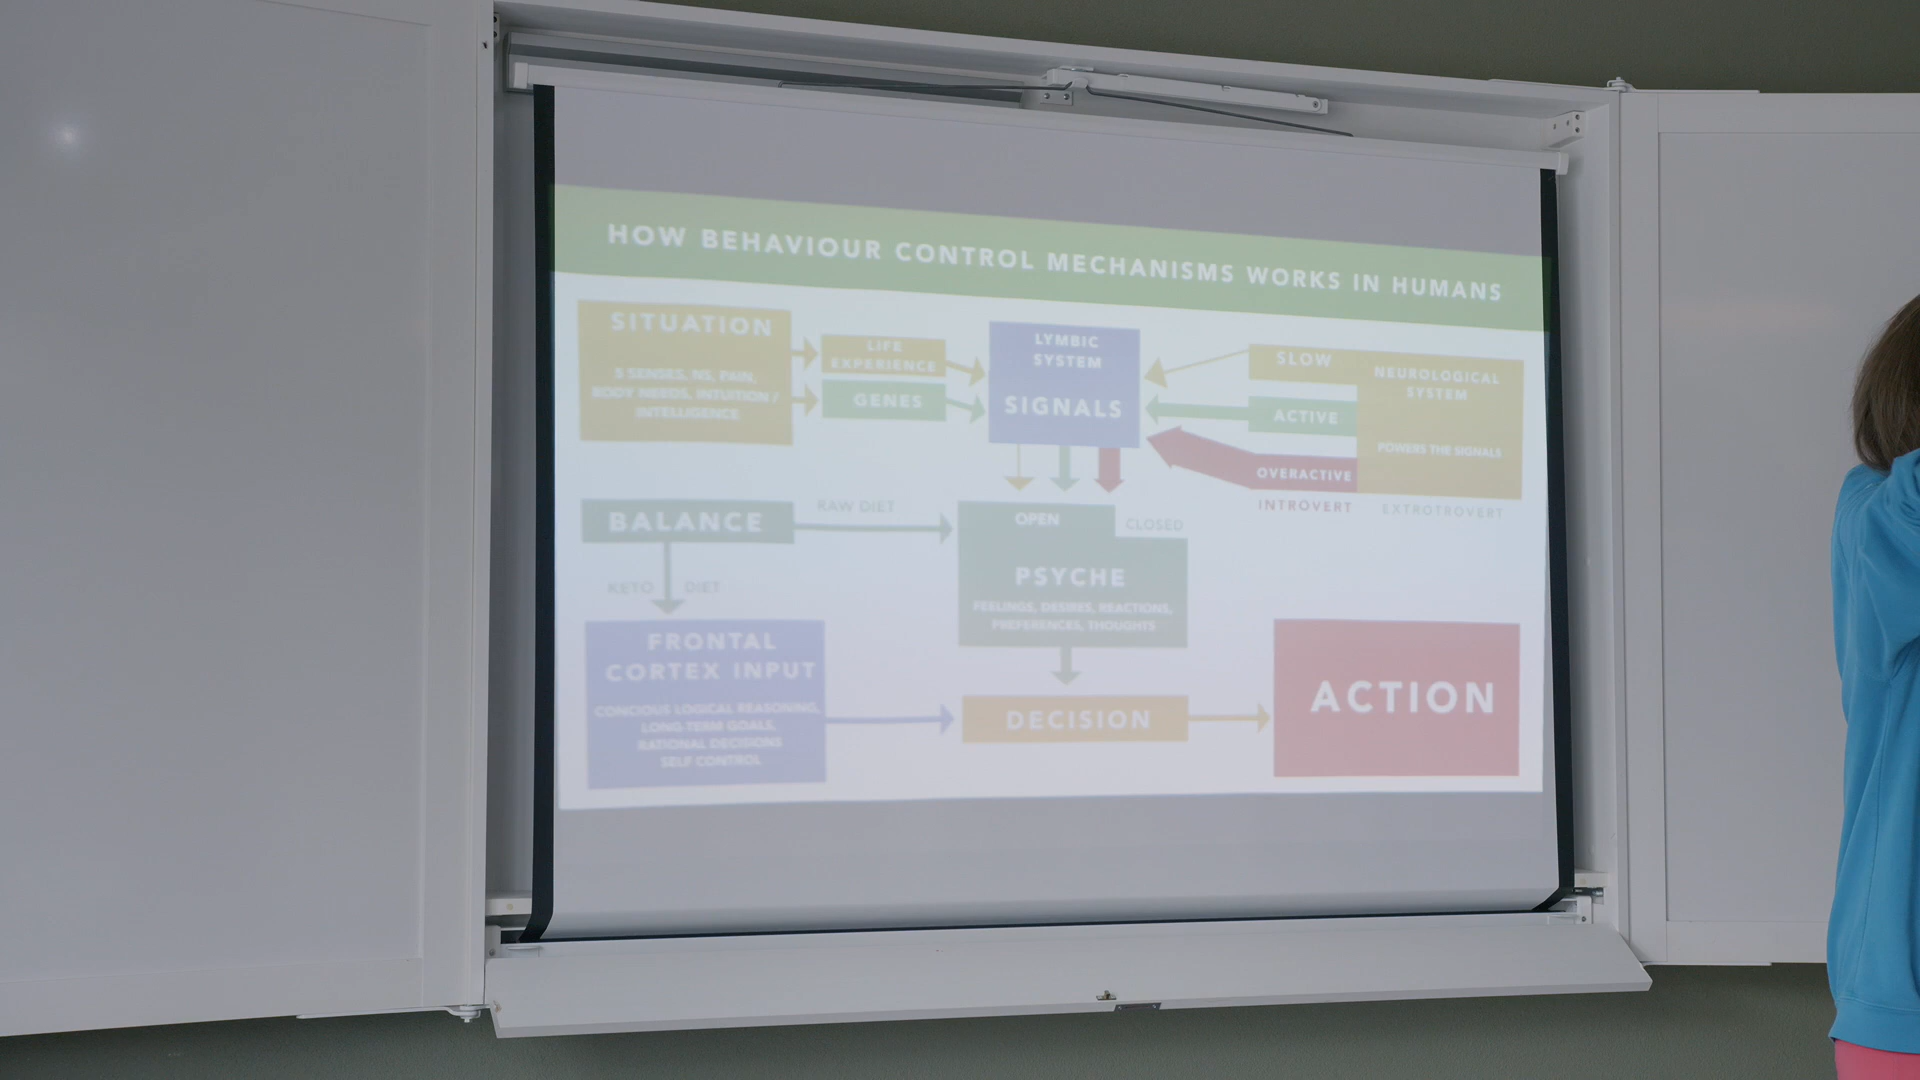 HOW BEHAVIOUR CONTROL MECHANISMS WORKS IN HUMANS
SITUATION
5 SENSES, NS, PAIN,
BODY NEEDS, INTUITION /
INTELLIGENCE
LIFE
EXPERIENCE
GENES
LYMBIC
SYSTEM
SIGNALS
SLOW
ACTIVE
OVERACTIVE
NEUROLOGICAL
SYSTEM
POWERS THE SIGNALS
INTROVERT
EXTROTROVERT
BALANCE
RAW DIET
KETO DIET
OPEN
CLOSED
PSYCHE
FEELINGS, DESIRES, REACTIONS,
PREFERENCES, THOUGHTS
FRONTAL
CORTEX INPUT
CONCIOUS LOGICAL REASONING,
LONG TERM GOALS,
RATIONAL DECISIONS
SELF CONTROL
DECISION
ACTION